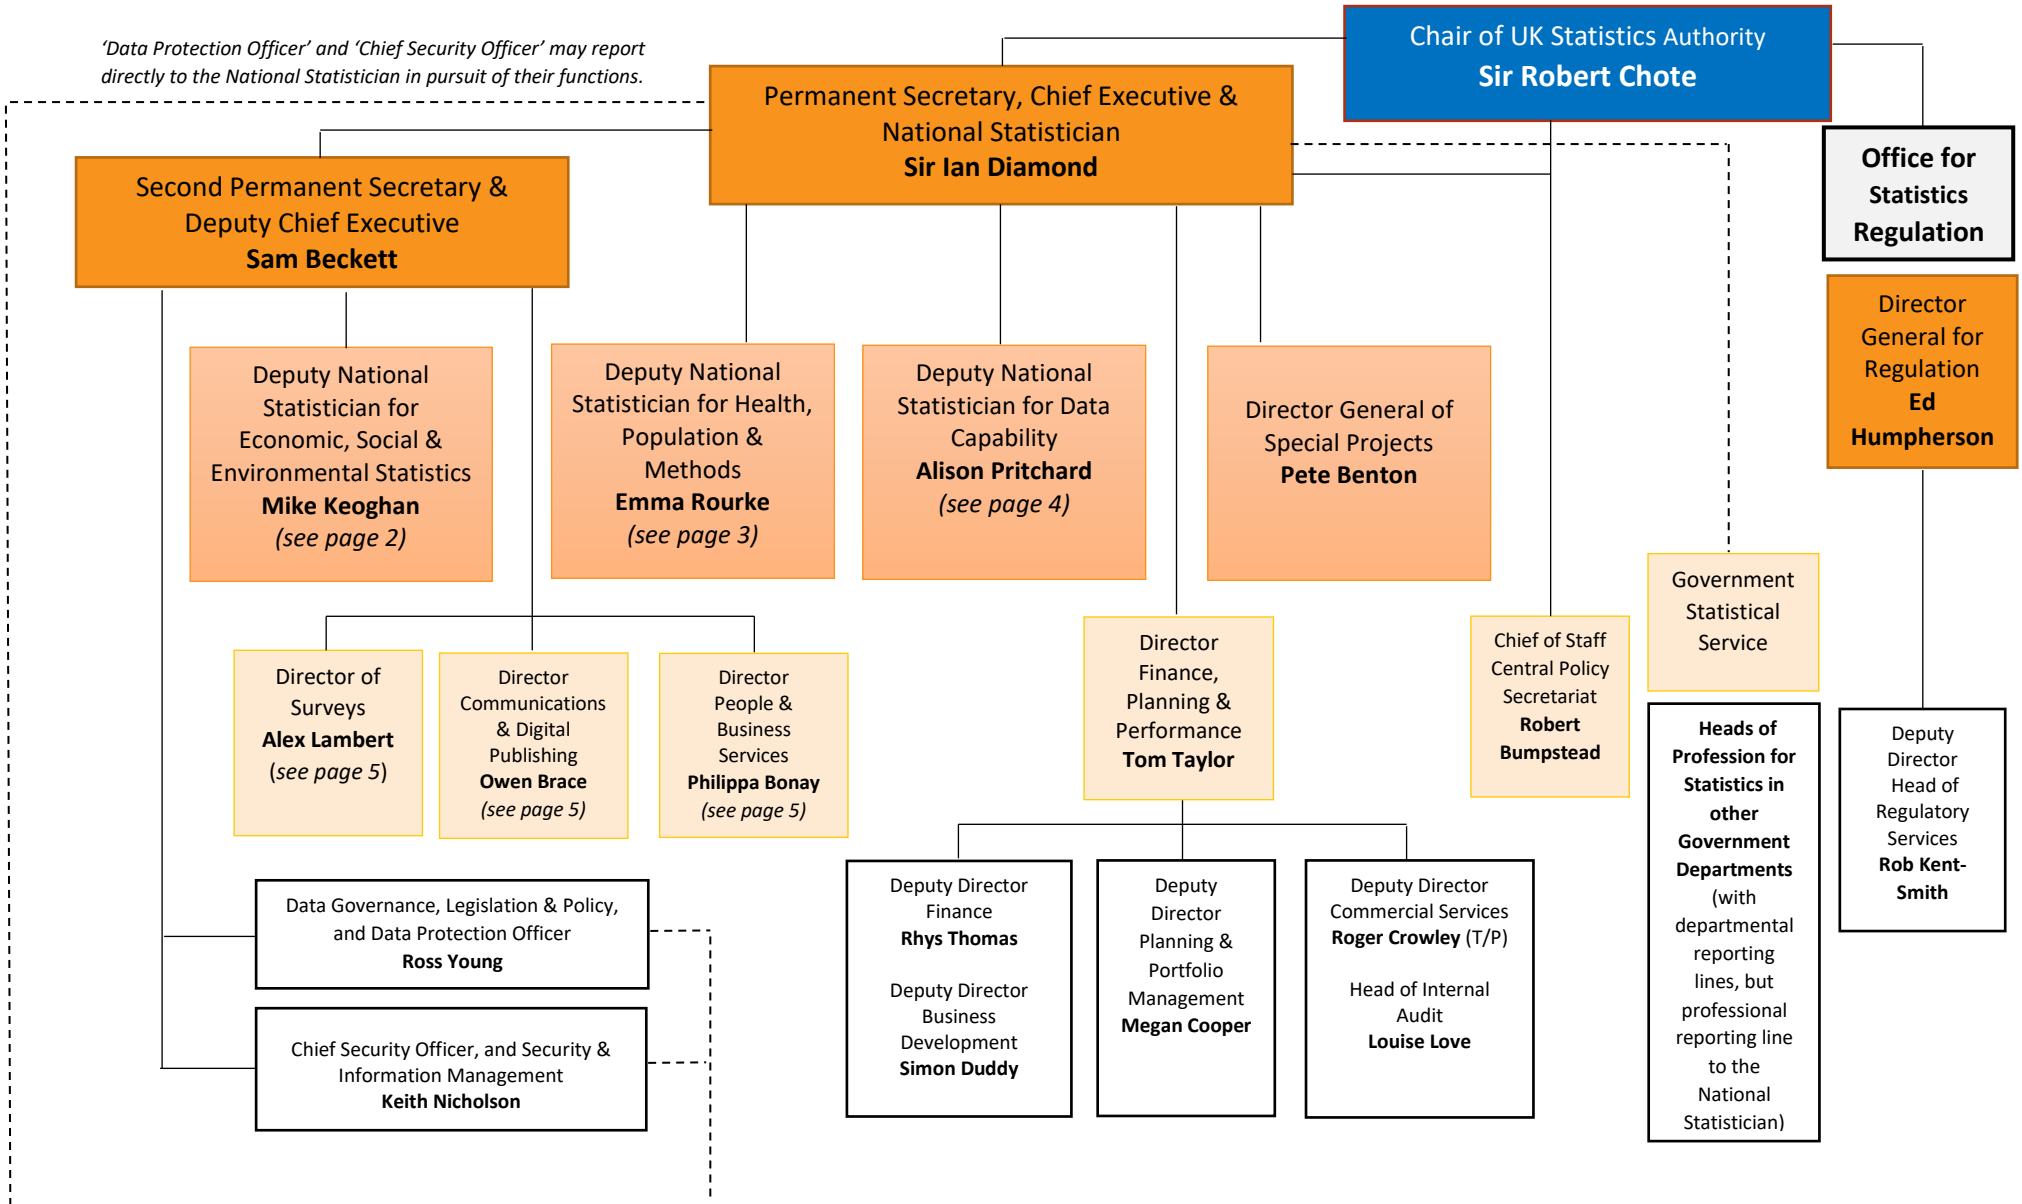 ‘Data Protection Officer’ and ‘Chief Security Officer’ may report
directly to the National Statistician in pursuit of their functions.
Chair of UK Statistics Authority
Sir Robert Chote
Permanent Secretary, Chief Executive &
National Statistician
Sir Ian Diamond
Office for
Statistics
Regulation
Second Permanent Secretary &
Deputy Chief Executive
Sam Beckett
Director
General for
Regulation
Ed
Humpherson
Deputy National
Statistician for
Economic, Social &
Environmental Statistics
Mike Keoghan
(see page 2)
Deputy National
Statistician for Health,
Population &
Methods
Emma Rourke
(see page 3)
Deputy National
Statistician for Data
Capability
Alison Pritchard
(see page 4)
Director General of
Special Projects
Pete Benton
Government
Statistical
Service
Director of
Surveys
Alex Lambert
(see page 5)
Director
Communications
& Digital
Publishing
Owen Brace
(see page 5)
Director
People &
Business
Services
Philippa Bonay
(see page 5)
Director
Finance,
Planning &
Performance
Tom Taylor
Chief of Staff
Central Policy
Secretariat
Robert
Bumpstead
Heads of
Profession for
Statistics in
other
Government
Departments
(with
departmental
reporting
lines, but
professional
reporting line
to the
National
Statistician)
Deputy
Director
Head of
Regulatory
Services
Rob Kent-
Smith
Data Governance, Legislation & Policy,
and Data Protection Officer
Ross Young
Chief Security Officer, and Security &
Information Management
Keith Nicholson
Deputy Director
Finance
Rhys Thomas
Deputy Director
Business
Development
Simon Duddy
Deputy
Director
Planning &
Portfolio
Management
Megan Cooper
Deputy Director
Commercial Services
Roger Crowley (T/P)
Head of Internal
Audit
Louise Love